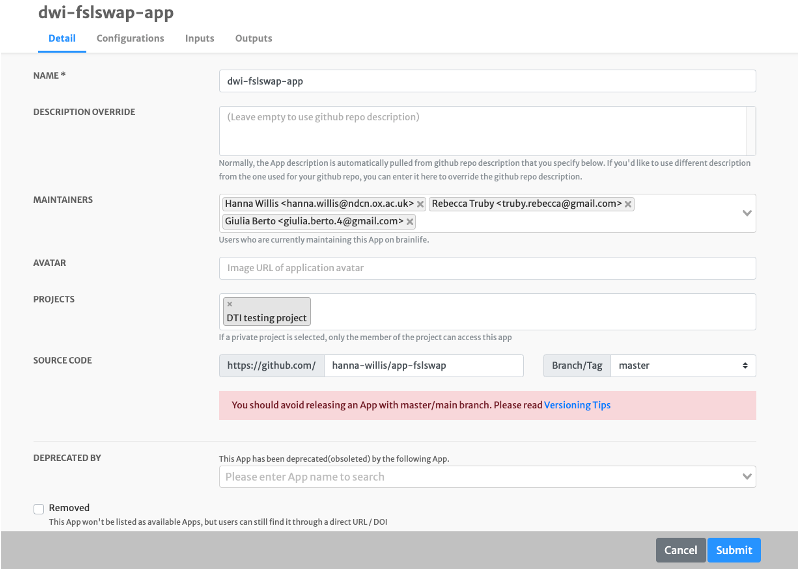 dwi-fslswap-app
Detail Configurations Inputs Outputs
NAME * dwi-fslswap-app
DESCRIPTION OVERRIDE (Leave empty to use github repo description)
Normally, the App description is automatically pulled from github repo description that you specify below. If you'd like to use different description
from the one used for your github repo, you can enter it here to override the github repo description.
MAINTAINERS Hanna Willis <hanna.willis@ndcn.ox.ac.uk> × Rebecca Truby <truby.rebecca@gmail.com> ×
Giulia Berto <giulia.berto.4@gmail.com> ×
Users who are currently maintaining this App on brainlife.
AVATAR Image URL of application avatar
PROJECTS ×
DTI testing project
If a private project is selected, only the member of the project can access this app
SOURCE CODE https://github.com/ hanna-willis/app-fslswap Branch/Tag master
You should avoid releasing an App with master/main branch. Please read Versioning Tips
DEPRECATED BY This App has been deprecated(obsoleted) by the following App.
Please enter App name to search
Removed
This App won't be listed as available Apps, but users can still find it through a direct URL / DOI
Cancel Submit